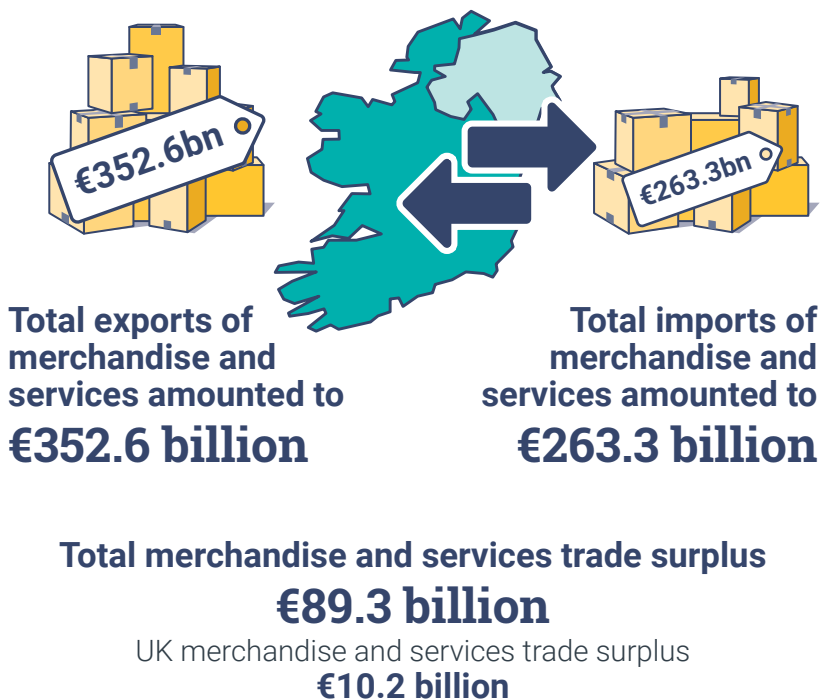 €352.6bn
€263.3bn
Total exports of
merchandise and
services amounted to
€352.6 billion
Total imports of
merchandise and
services amounted to
€263.3 billion
Total merchandise and services trade surplus
€89.3 billion
UK merchandise and services trade surplus
€10.2 billion